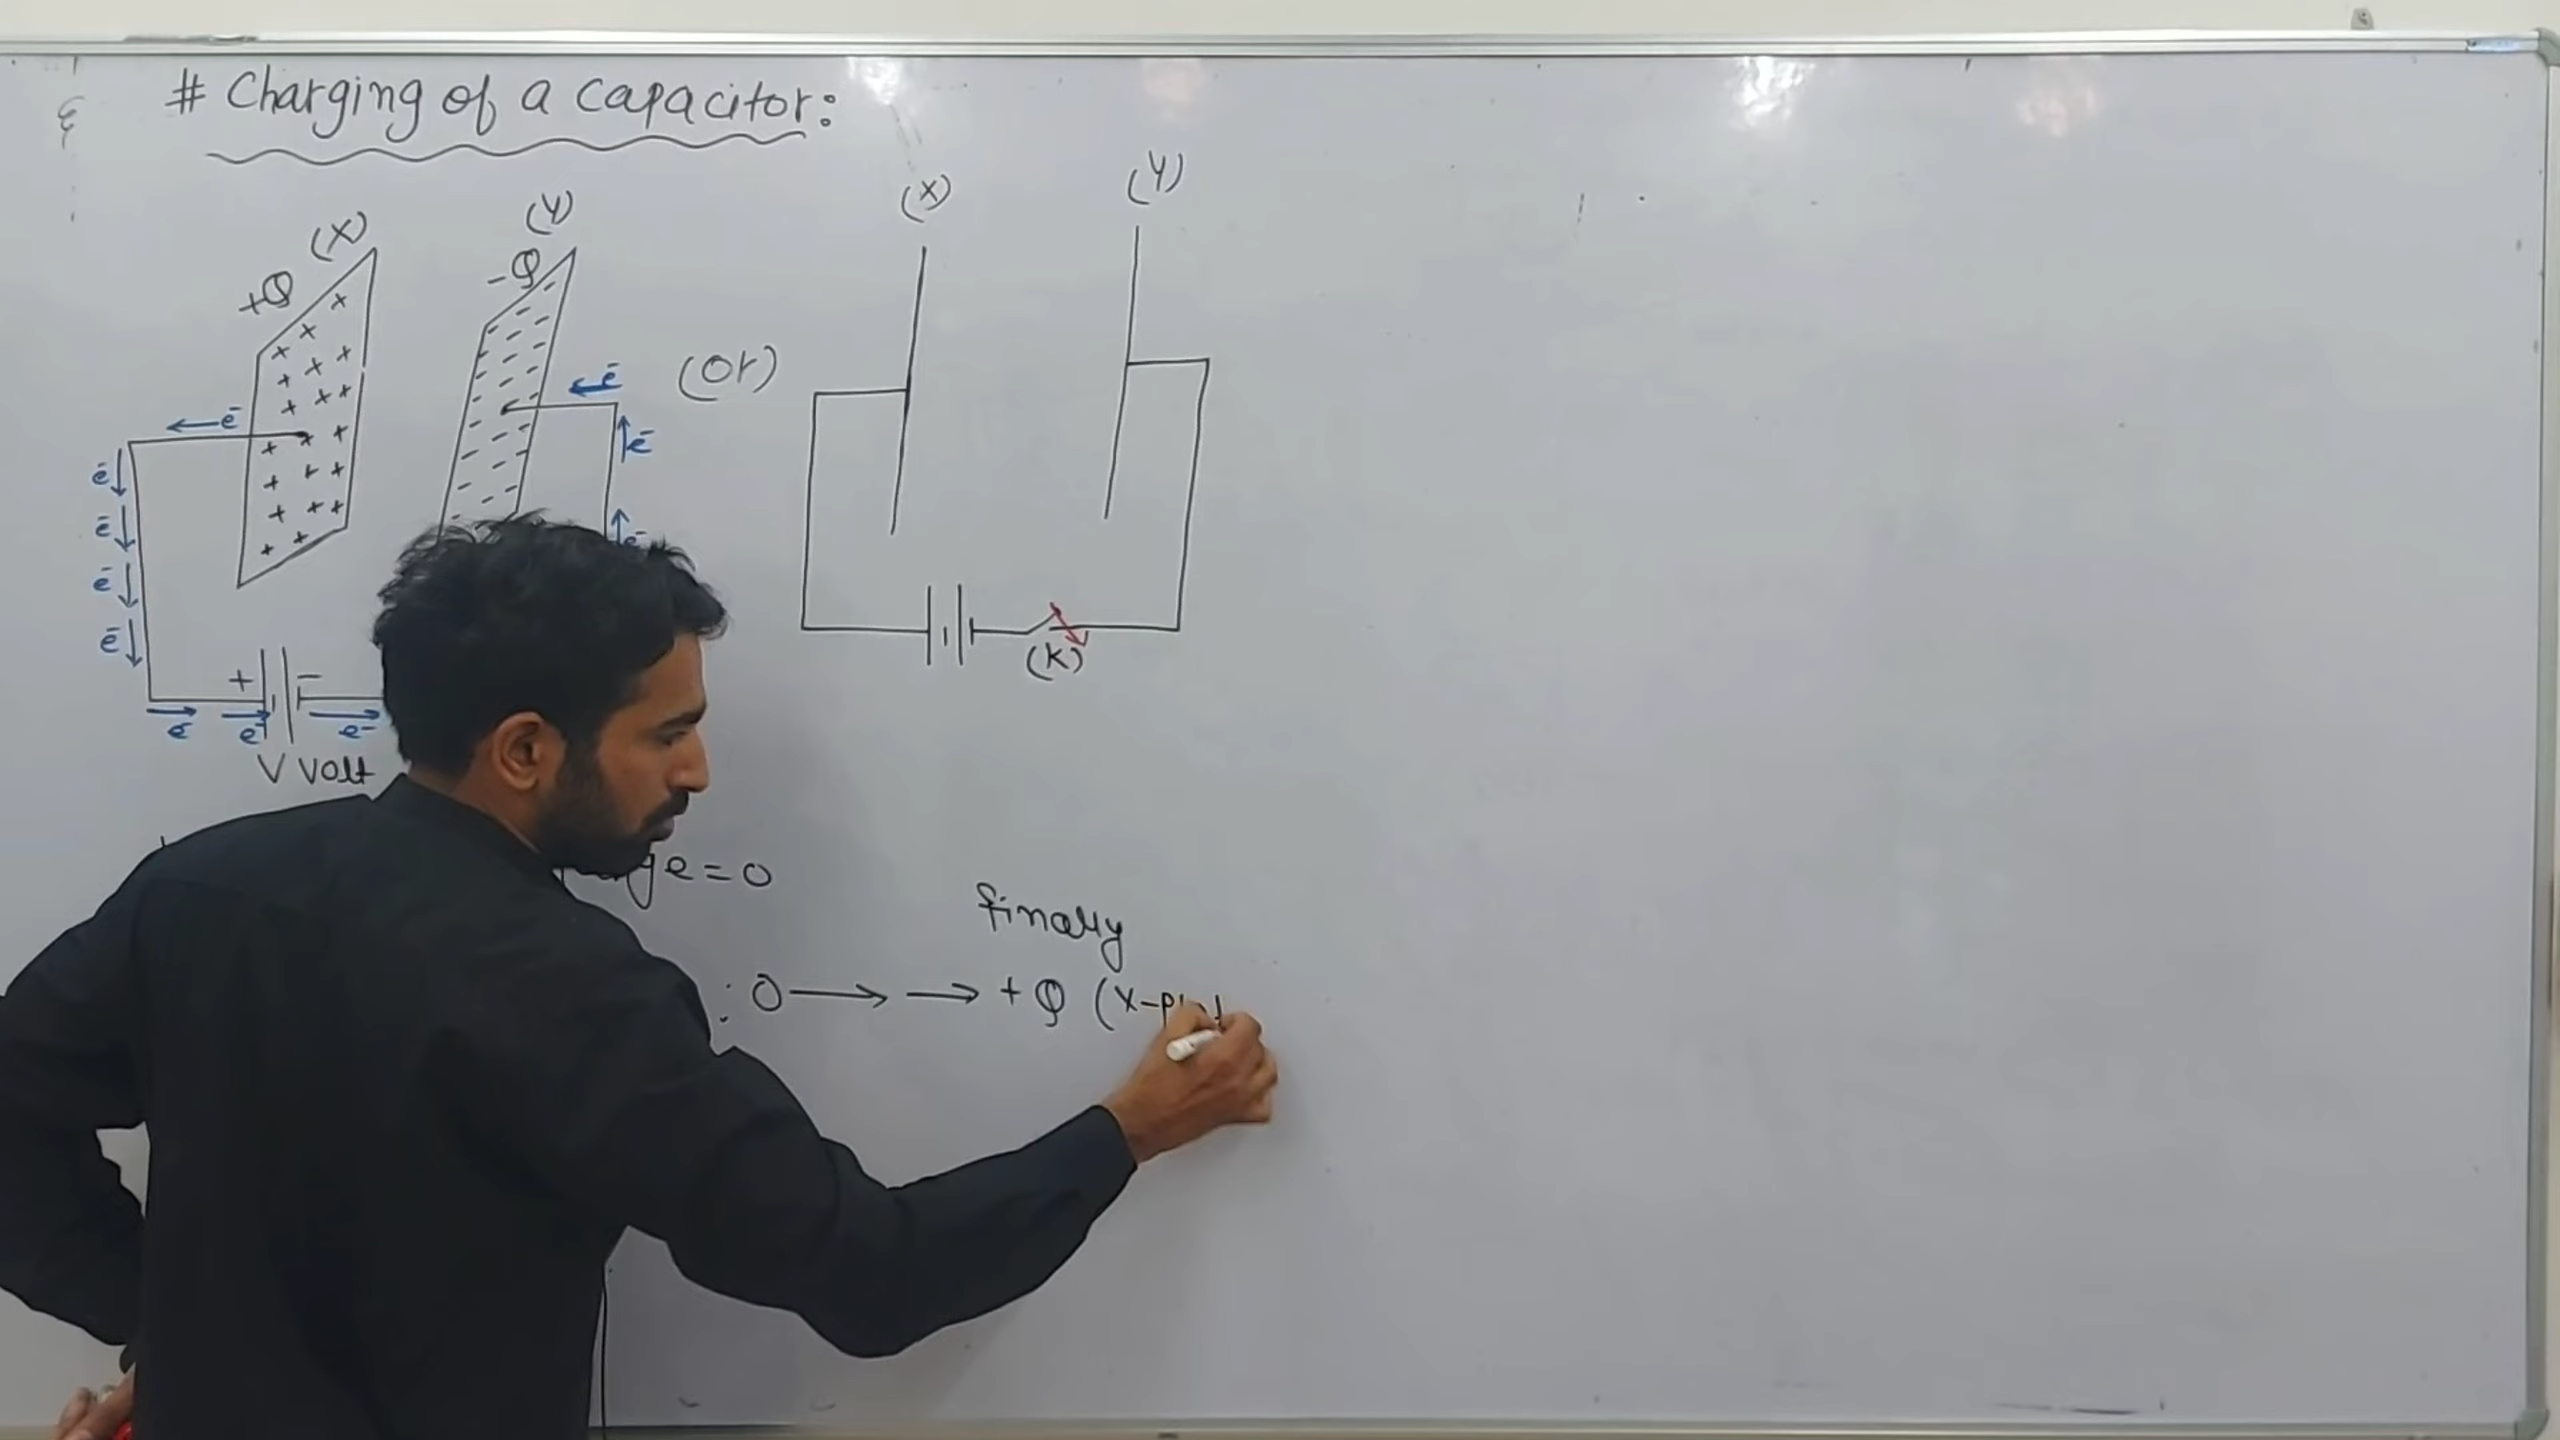 # Charging of a capacitor:
(X)
(Y)
+Q
-Q
e⁻
e⁻
e⁻
e⁻
e⁻
e⁻
e⁻
e⁻
e⁻
e⁻
e⁻
+ -
V Volt
(or)
(X)
(Y)
(K)
= 0
finally
: 0 → → + Q (X-